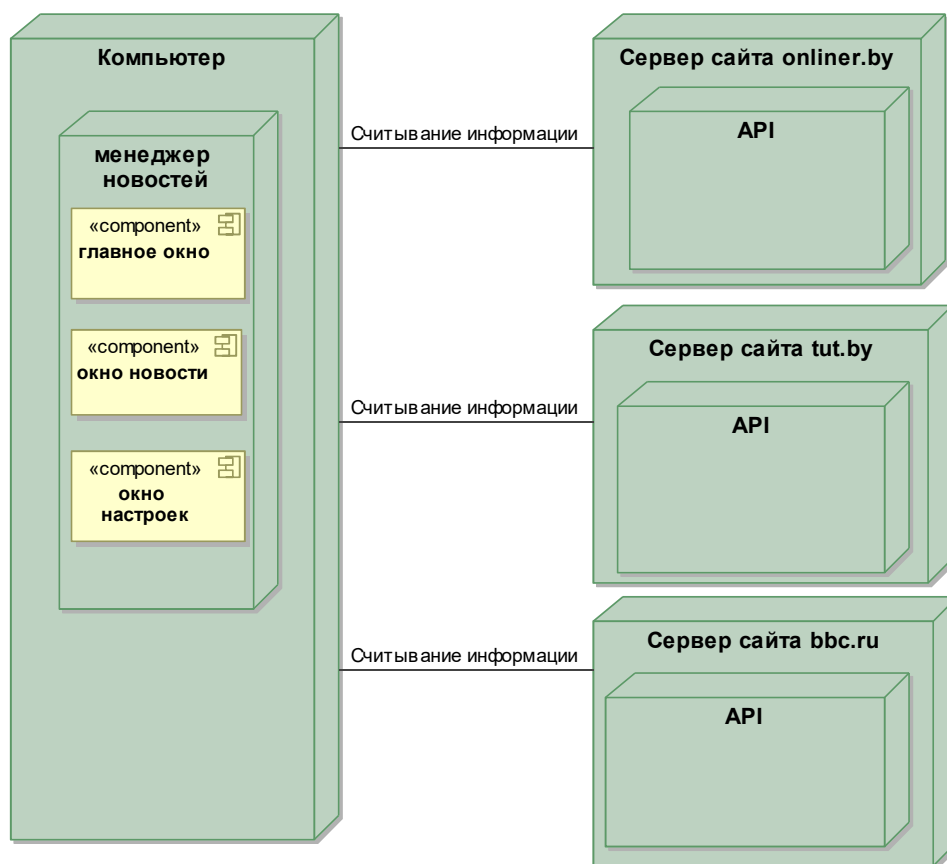 Компьютер
менеджер
новостей
«component»
главное окно
«component»
окно новости
«component»
окно
настроек
Считывание информации
Считывание информации
Считывание информации
Сервер сайта onliner.by
API
Сервер сайта tut.by
API
Сервер сайта bbc.ru
API